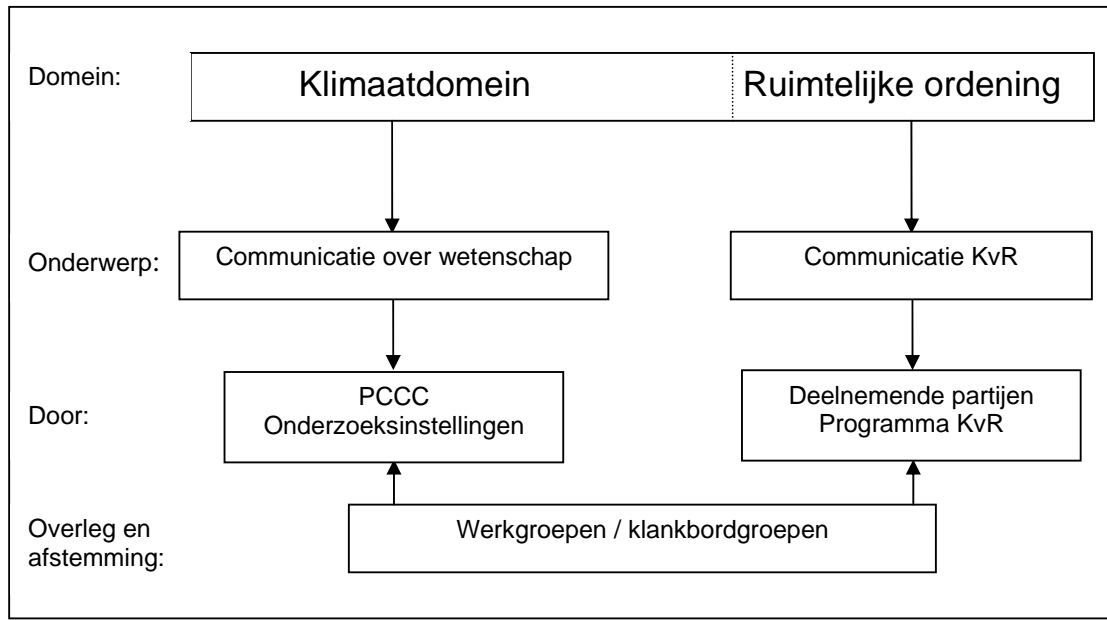 Domein:
Klimaatdomein
Ruimtelijke ordening
Onderwerp:
Communicatie over wetenschap
Communicatie KvR
Door:
PCCC
Onderzoeksinstellingen
Deelnemende partijen
Programma KvR
Overleg en
afstemming:
Werkgroepen / klankbordgroepen